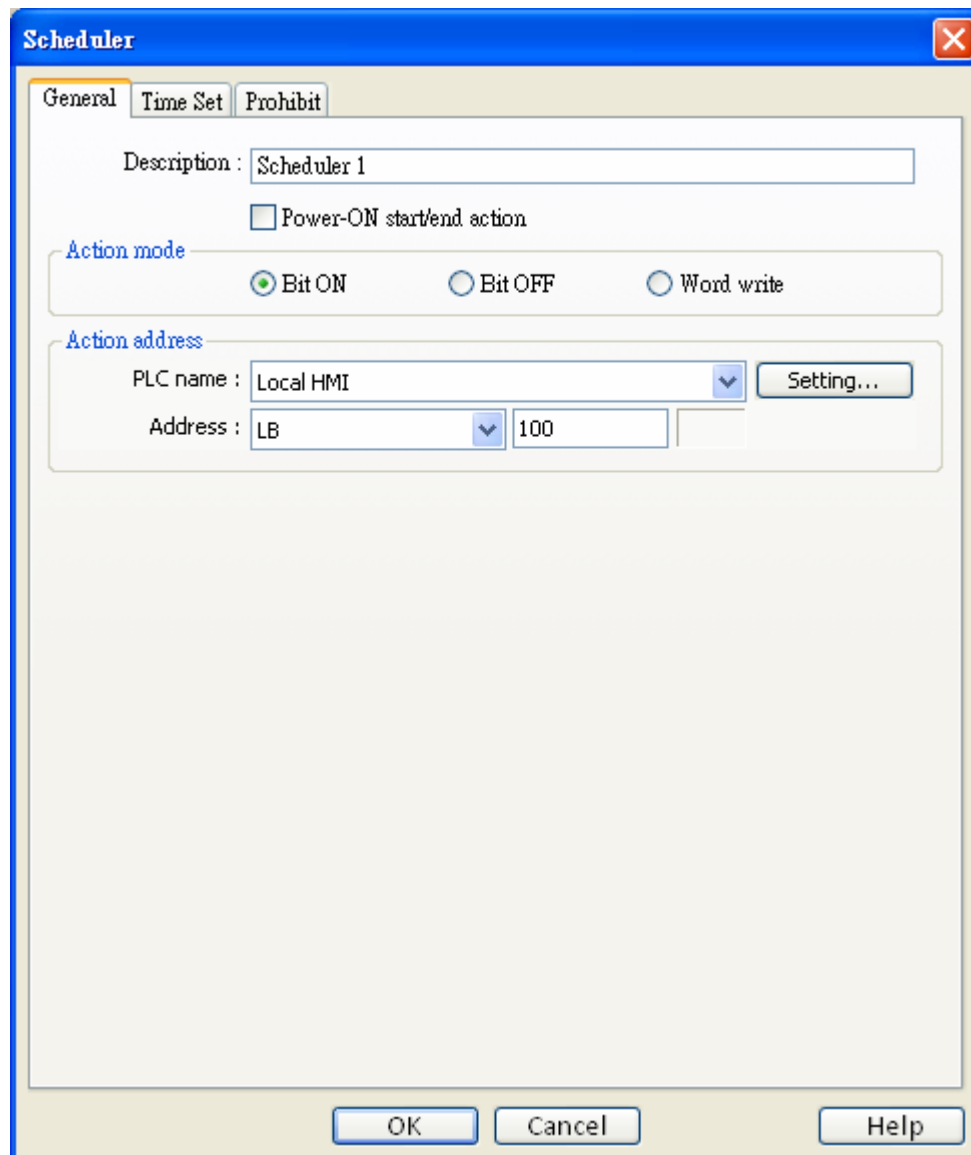 Scheduler
General Time Set Prohibit
Description : Scheduler 1
Power-ON start/end action
Action mode
Bit ON Bit OFF Word write
Action address
PLC name : Local HMI Setting...
Address : LB 100
OK Cancel Help